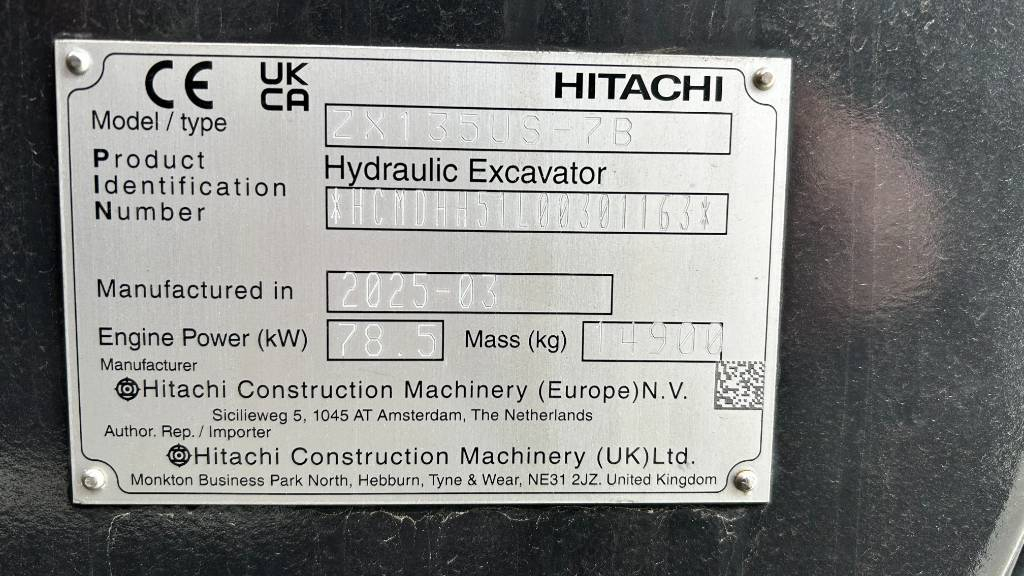 CE UK CA HITACHI
Model / type ZX135US-7B
Product Identification Number Hydraulic Excavator
*HCMDHH51L00301163*
Manufactured in 2025-03
Engine Power (kW) 78.5 Mass (kg) 14900
Manufacturer
Hitachi Construction Machinery (Europe) N.V.
Sicilieweg 5, 1045 AT Amsterdam, The Netherlands
Author. Rep. / Importer
Hitachi Construction Machinery (UK) Ltd.
Monkton Business Park North, Hebburn, Tyne & Wear, NE31 2JZ. United Kingdom